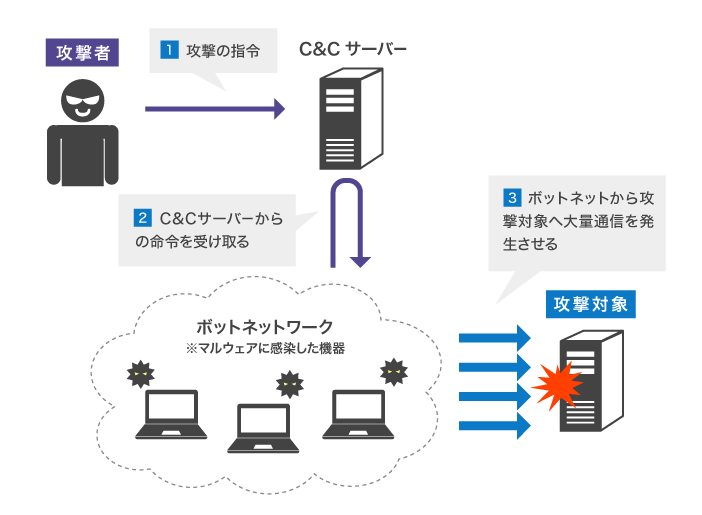 攻撃者
1 攻撃の指令
C&C サーバー
2 C&Cサーバーから
の命令を受け取る
3 ボットネットから攻
撃対象へ大量通信を発
生させる
攻撃対象
ボットネットワーク
※マルウェアに感染した機器